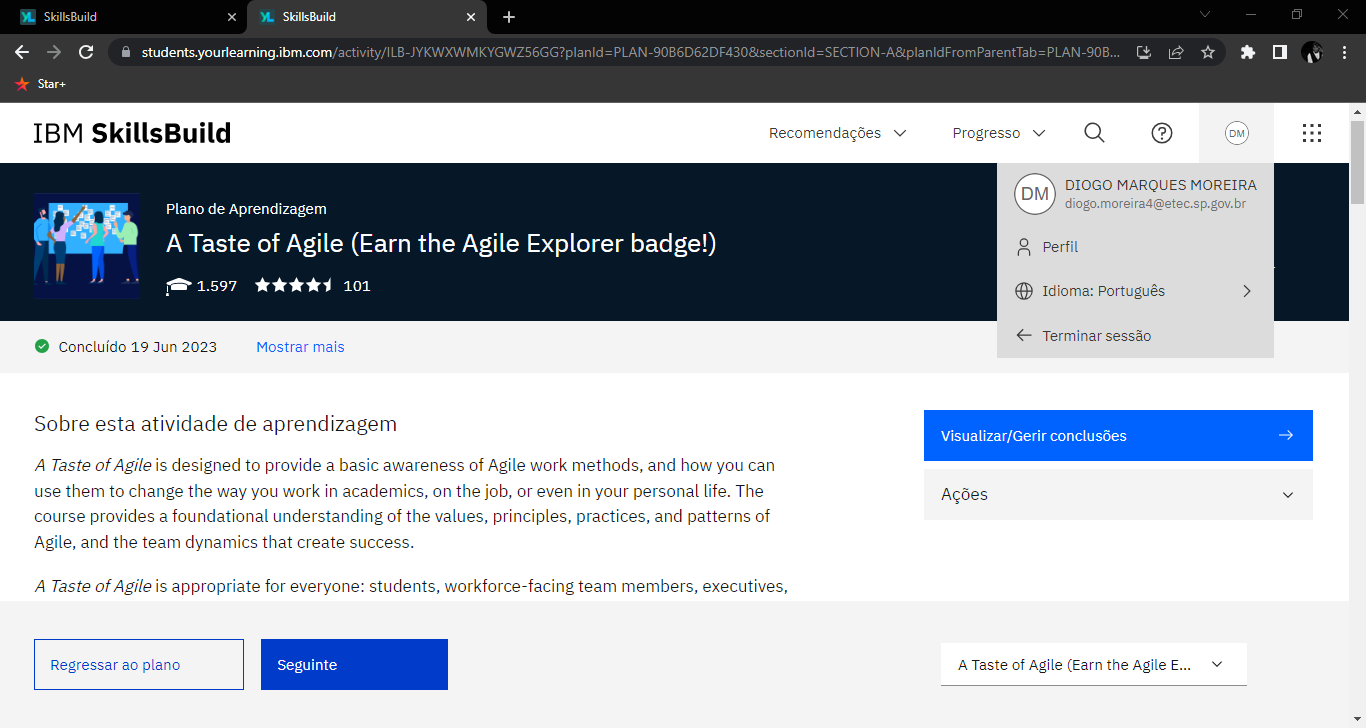 SkillsBuild
SkillsBuild
students.yourlearning.ibm.com/activity/ILB-JYKWXWMKYGWZ56GG?planId=PLAN-90B6D62DF430&sectionId=SECTION-A&planIdFromParentTab=PLAN-90B...
Star+
IBM SkillsBuild
Recomendações
Progresso
DM
DM
DIOGO MARQUES MOREIRA
diogo.moreira4@etec.sp.gov.br
Perfil
Idioma: Português
Terminar sessão
Plano de Aprendizagem
A Taste of Agile (Earn the Agile Explorer badge!)
1.597
101
Concluído 19 Jun 2023
Mostrar mais
Sobre esta atividade de aprendizagem
A Taste of Agile is designed to provide a basic awareness of Agile work methods, and how you can
use them to change the way you work in academics, on the job, or even in your personal life. The
course provides a foundational understanding of the values, principles, practices, and patterns of
Agile, and the team dynamics that create success.
A Taste of Agile is appropriate for everyone: students, workforce-facing team members, executives,
Visualizar/Gerir conclusões
Ações
Regressar ao plano
Seguinte
A Taste of Agile (Earn the Agile E...